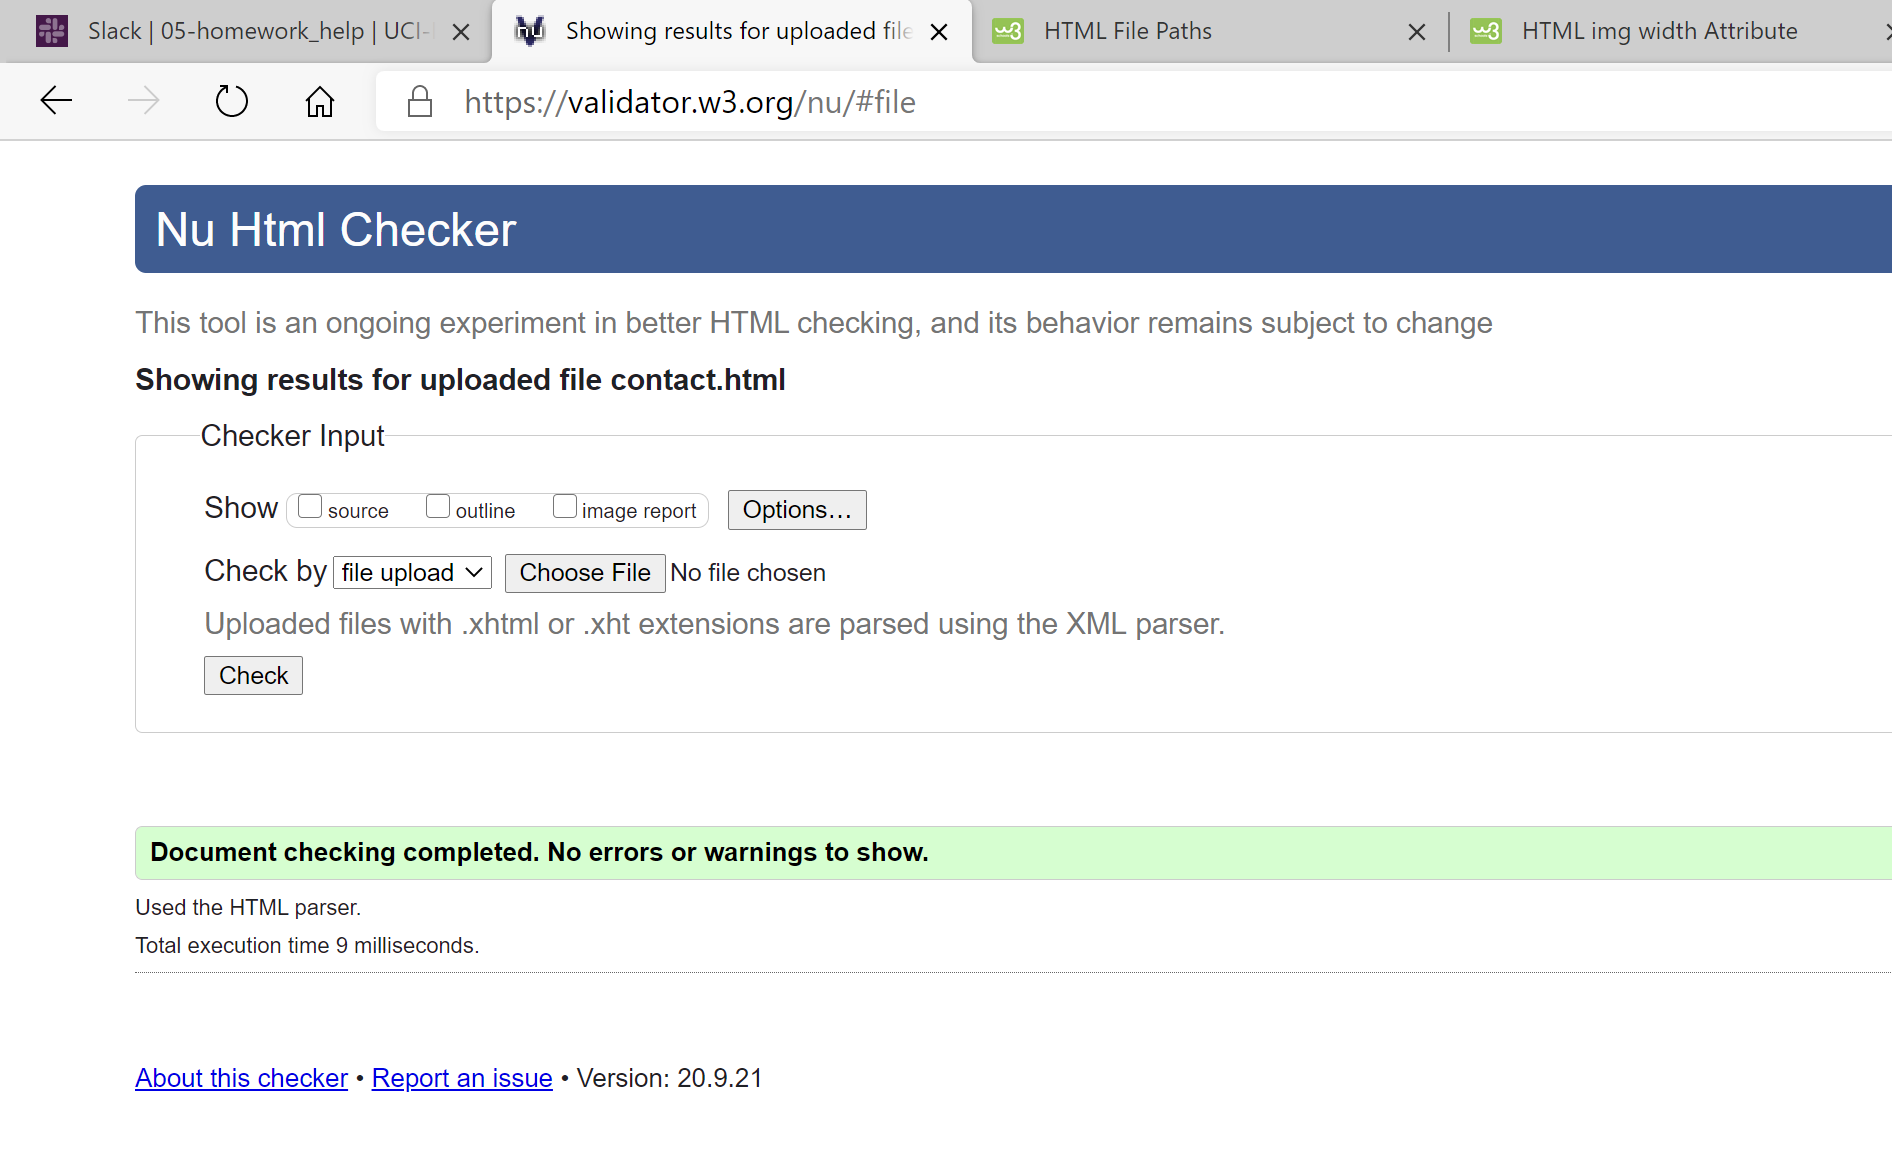 Slack | 05-homework_help | UCI-
Showing results for uploaded file
HTML File Paths
HTML img width Attribute
https://validator.w3.org/nu/#file
Nu Html Checker
This tool is an ongoing experiment in better HTML checking, and its behavior remains subject to change
Showing results for uploaded file contact.html
Checker Input
Show source outline image report Options...
Check by file upload Choose File No file chosen
Uploaded files with .xhtml or .xht extensions are parsed using the XML parser.
Check
Document checking completed. No errors or warnings to show.
Used the HTML parser.
Total execution time 9 milliseconds.
About this checker • Report an issue • Version: 20.9.21